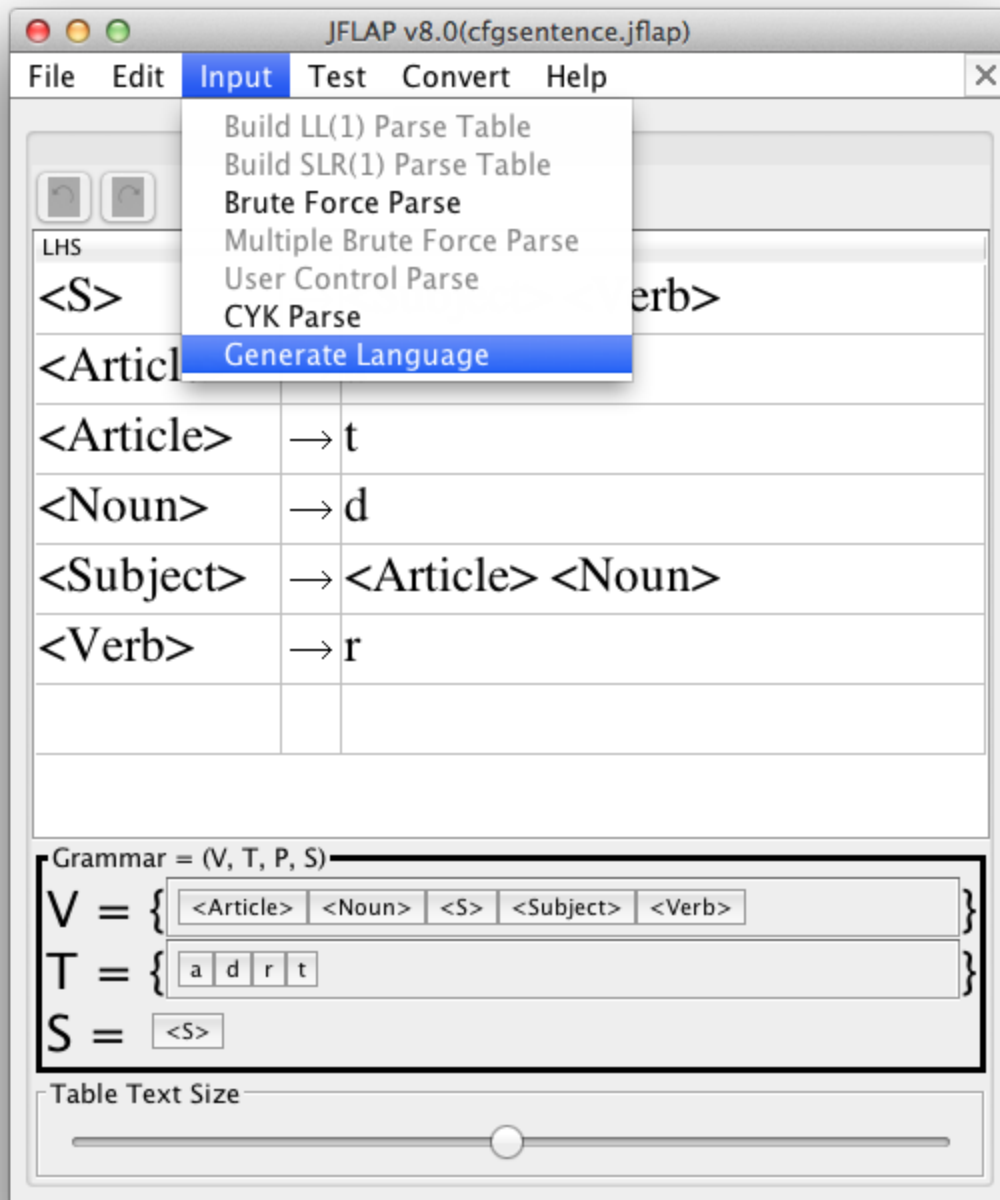 JFLAP v8.0(cfgsentence.jflap)
File Edit Input Test Convert Help
Build LL(1) Parse Table
Build SLR(1) Parse Table
Brute Force Parse
Multiple Brute Force Parse
User Control Parse
CYK Parse
Generate Language
LHS
<S> erb>
<Articl
<Article> → t
<Noun> → d
<Subject> → <Article> <Noun>
<Verb> → r
Grammar = (V, T, P, S)
V = { <Article> <Noun> <S> <Subject> <Verb> }
T = { a d r t }
S = <S>
Table Text Size